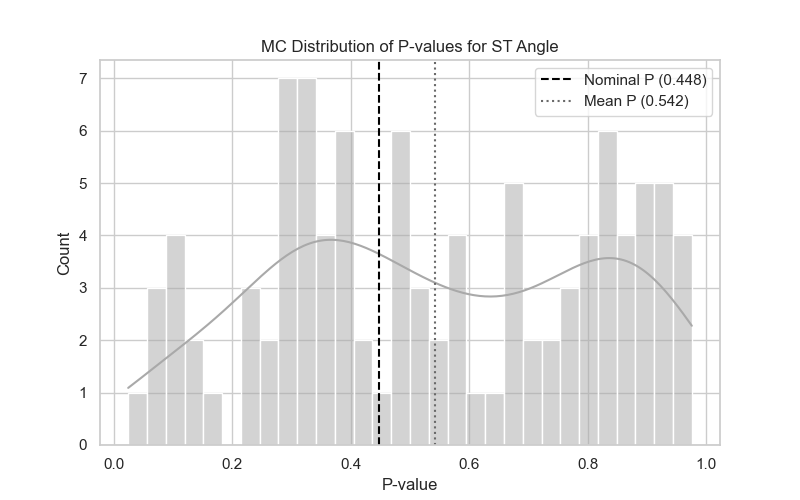 MC Distribution of P-values for ST Angle
Nominal P (0.448)
Mean P (0.542)
7
6
5
4
3
2
1
0
Count
0.0 0.2 0.4 0.6 0.8 1.0
P-value